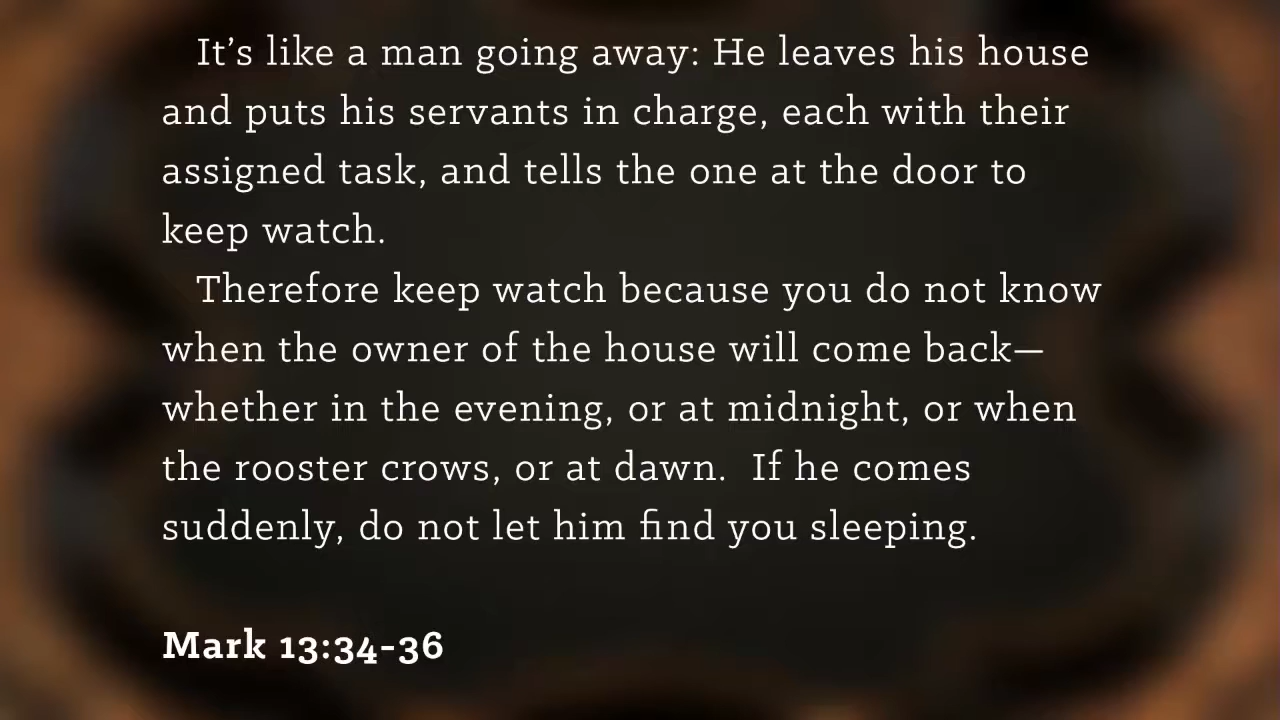 It’s like a man going away: He leaves his house
and puts his servants in charge, each with their
assigned task, and tells the one at the door to
keep watch.
Therefore keep watch because you do not know
when the owner of the house will come back—
whether in the evening, or at midnight, or when
the rooster crows, or at dawn.  If he comes
suddenly, do not let him find you sleeping.
Mark 13:34-36